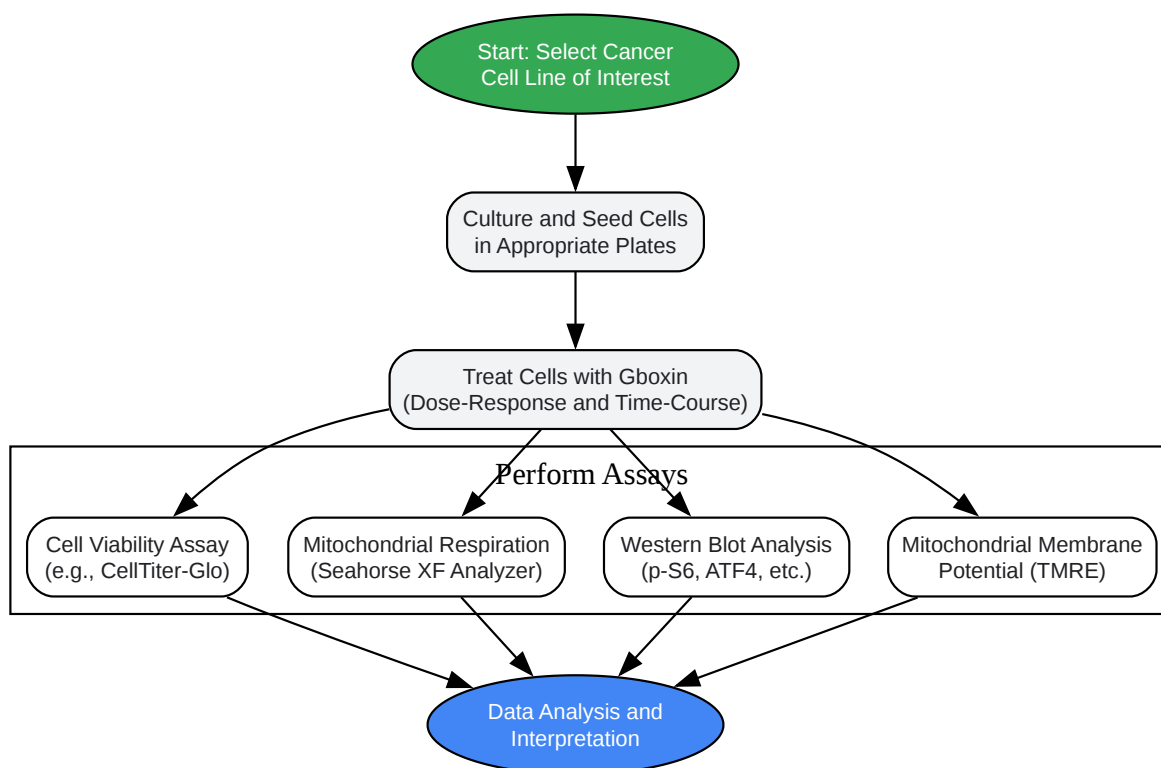 Start: Select Cancer
Cell Line of Interest
Culture and Seed Cells
in Appropriate Plates
Treat Cells with Gboxin
(Dose-Response and Time-Course)
Perform Assays
Cell Viability Assay
(e.g., CellTiter-Glo)
Mitochondrial Respiration
(Seahorse XF Analyzer)
Western Blot Analysis
(p-S6, ATF4, etc.)
Mitochondrial Membrane
Potential (TMRE)
Data Analysis and
Interpretation